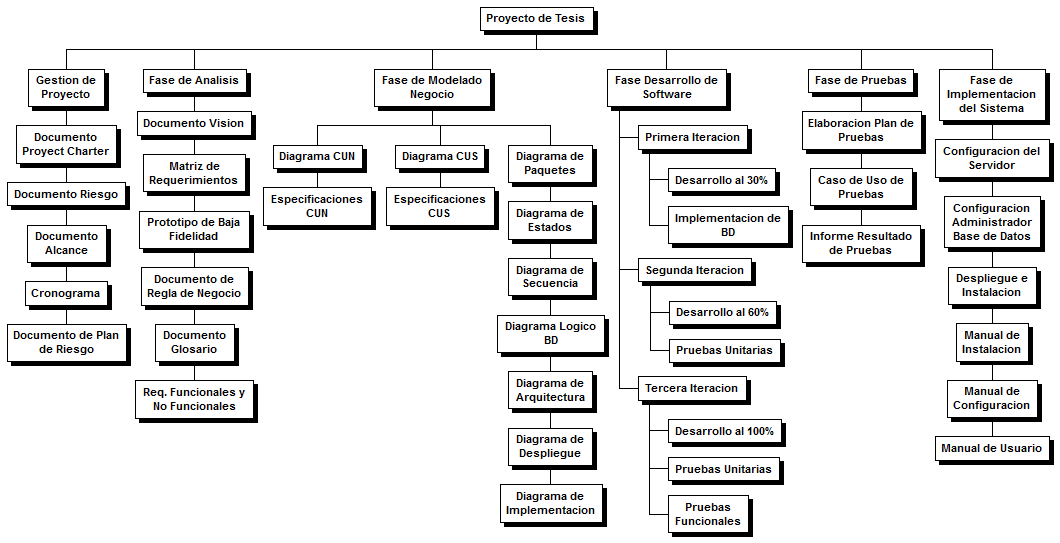 Proyecto de Tesis
Gestion de
Proyecto
Documento
Proyect Charter
Documento Riesgo
Documento
Alcance
Cronograma
Documento de Plan
de Riesgo
Fase de Analisis
Documento Vision
Matriz de
Requerimientos
Prototipo de Baja
Fidelidad
Documento de
Regla de Negocio
Documento
Glosario
Req. Funcionales y
No Funcionales
Fase de Modelado
Negocio
Diagrama CUN
Especificaciones
CUN
Diagrama CUS
Especificaciones
CUS
Diagrama de
Paquetes
Diagrama de
Estados
Diagrama de
Secuencia
Diagrama Logico
BD
Diagrama de
Arquitectura
Diagrama de
Despliegue
Diagrama de
Implementacion
Fase Desarrollo de
Software
Primera Iteracion
Desarrollo al 30%
Implementacion de
BD
Segunda Iteracion
Desarrollo al 60%
Pruebas Unitarias
Tercera Iteracion
Desarrollo al 100%
Pruebas Unitarias
Pruebas
Funcionales
Fase de Pruebas
Elaboracion Plan de
Pruebas
Caso de Uso de
Pruebas
Informe Resultado
de Pruebas
Fase de
Implementacion
del Sistema
Configuracion del
Servidor
Configuracion
Administrador
Base de Datos
Despliegue e
Instalacion
Manual de
Instalacion
Manual de
Configuracion
Manual de Usuario